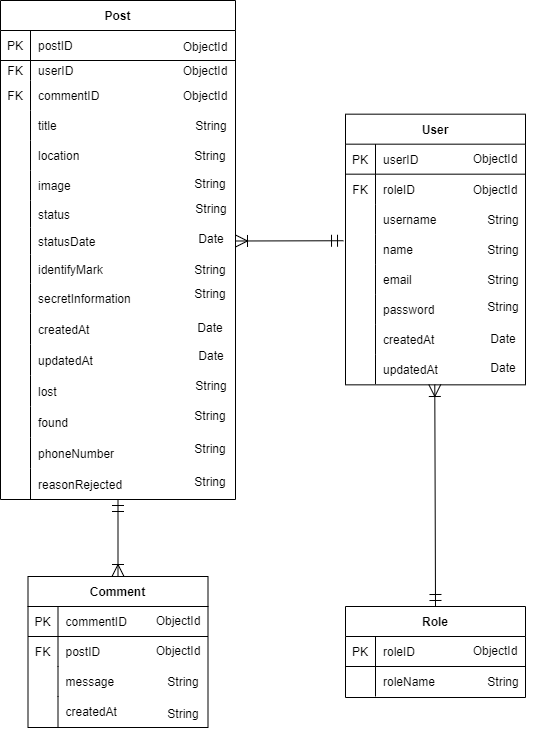 Post
PK postID ObjectId
FK userID ObjectId
FK commentID ObjectId
title String
location String
image String
status String
statusDate Date
identifyMark String
secretInformation String
createdAt Date
updatedAt Date
lost String
found String
phoneNumber String
reasonRejected String
User
PK userID ObjectId
FK roleID ObjectId
username String
name String
email String
password String
createdAt Date
updatedAt Date
Comment
PK commentID ObjectId
FK postID ObjectId
message String
createdAt String
Role
PK roleID ObjectId
roleName String